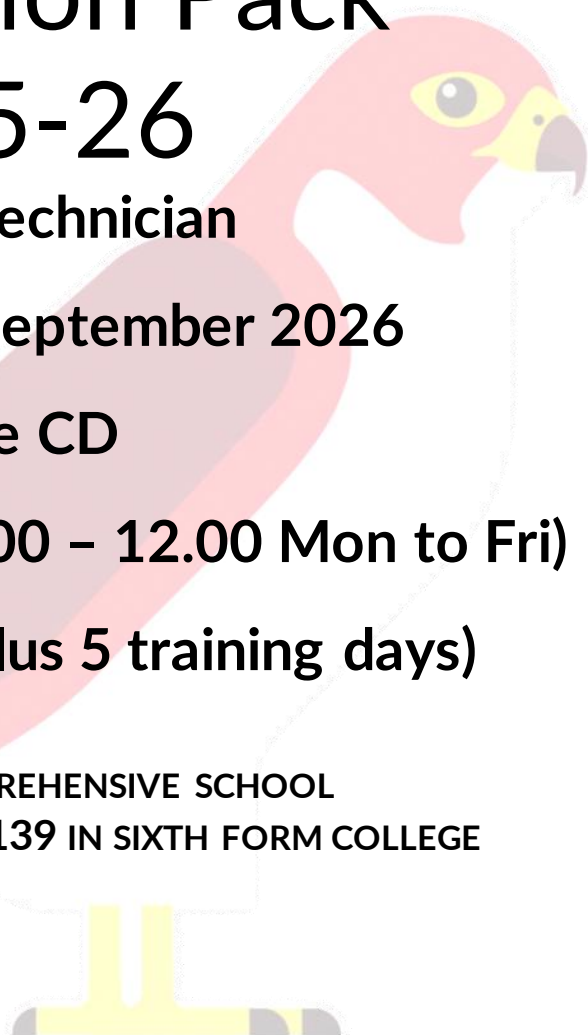 ion Pack
5-26
echnician
eptember 2026
e CD
00 – 12.00 Mon to Fri)
lus 5 training days)
REHENSIVE SCHOOL
139 IN SIXTH FORM COLLEGE